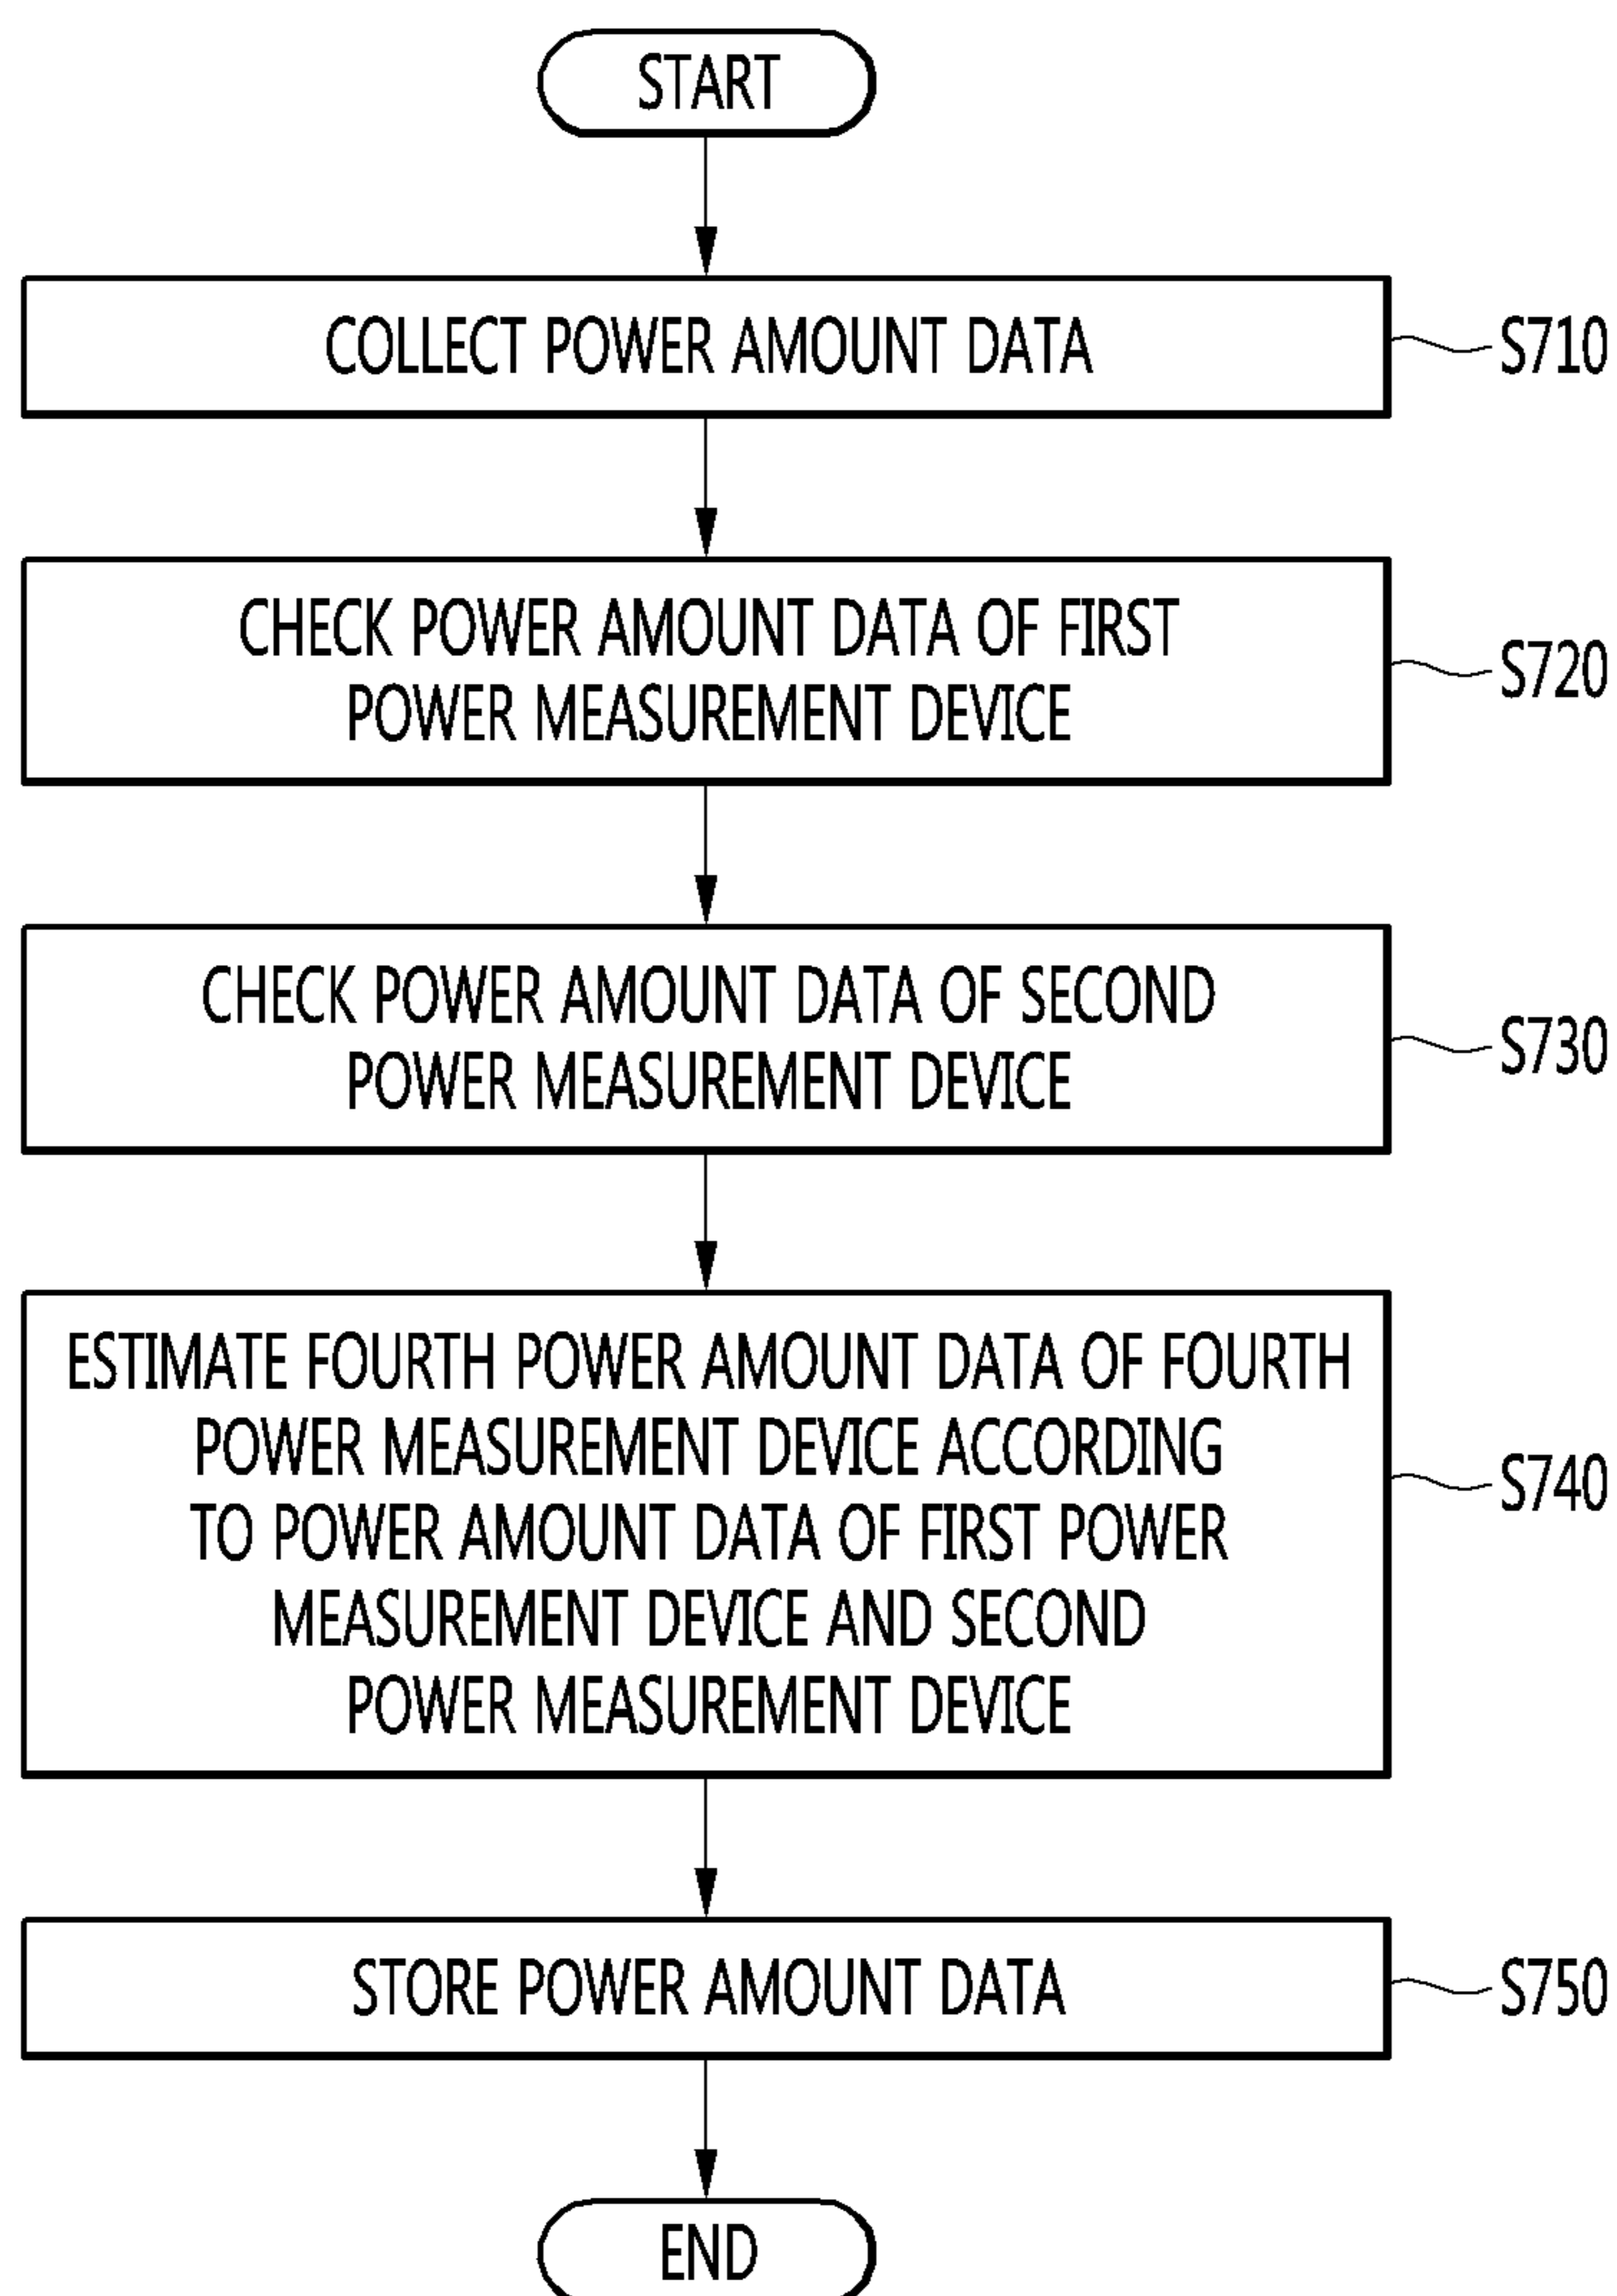 START
COLLECT POWER AMOUNT DATA
S710
CHECK POWER AMOUNT DATA OF FIRST
POWER MEASUREMENT DEVICE
S720
CHECK POWER AMOUNT DATA OF SECOND
POWER MEASUREMENT DEVICE
S730
ESTIMATE FOURTH POWER AMOUNT DATA OF FOURTH
POWER MEASUREMENT DEVICE ACCORDING
TO POWER AMOUNT DATA OF FIRST POWER
MEASUREMENT DEVICE AND SECOND
POWER MEASUREMENT DEVICE
S740
STORE POWER AMOUNT DATA
S750
END